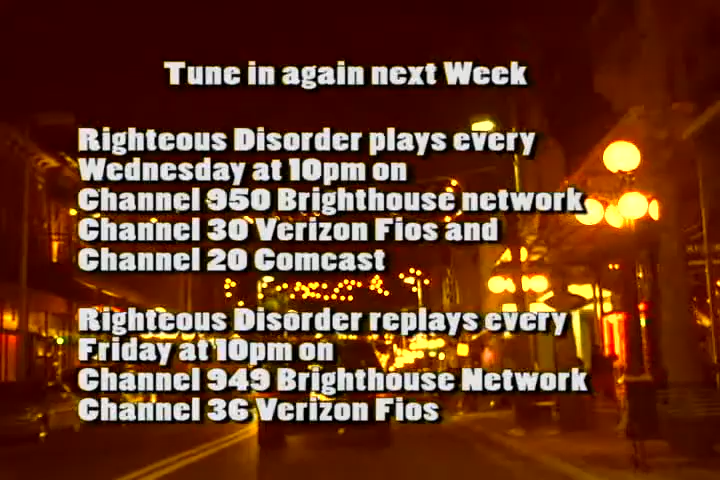 Tune in again next Week
Righteous Disorder plays every
Wednesday at 10pm on
Channel 950 Brighthouse network
Channel 30 Verizon Fios and
Channel 20 Comcast
Righteous Disorder replays every
Friday at 10pm on
Channel 949 Brighthouse Network
Channel 36 Verizon Fios